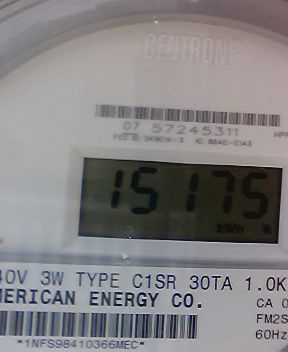 CENTRON®
07 57245311
15175
kWh
40V 3W TYPE C1SR 30TA 1.0K
MERICAN ENERGY CO.
CA 0
FM2S
60Hz
*1NFS98410366MEC*